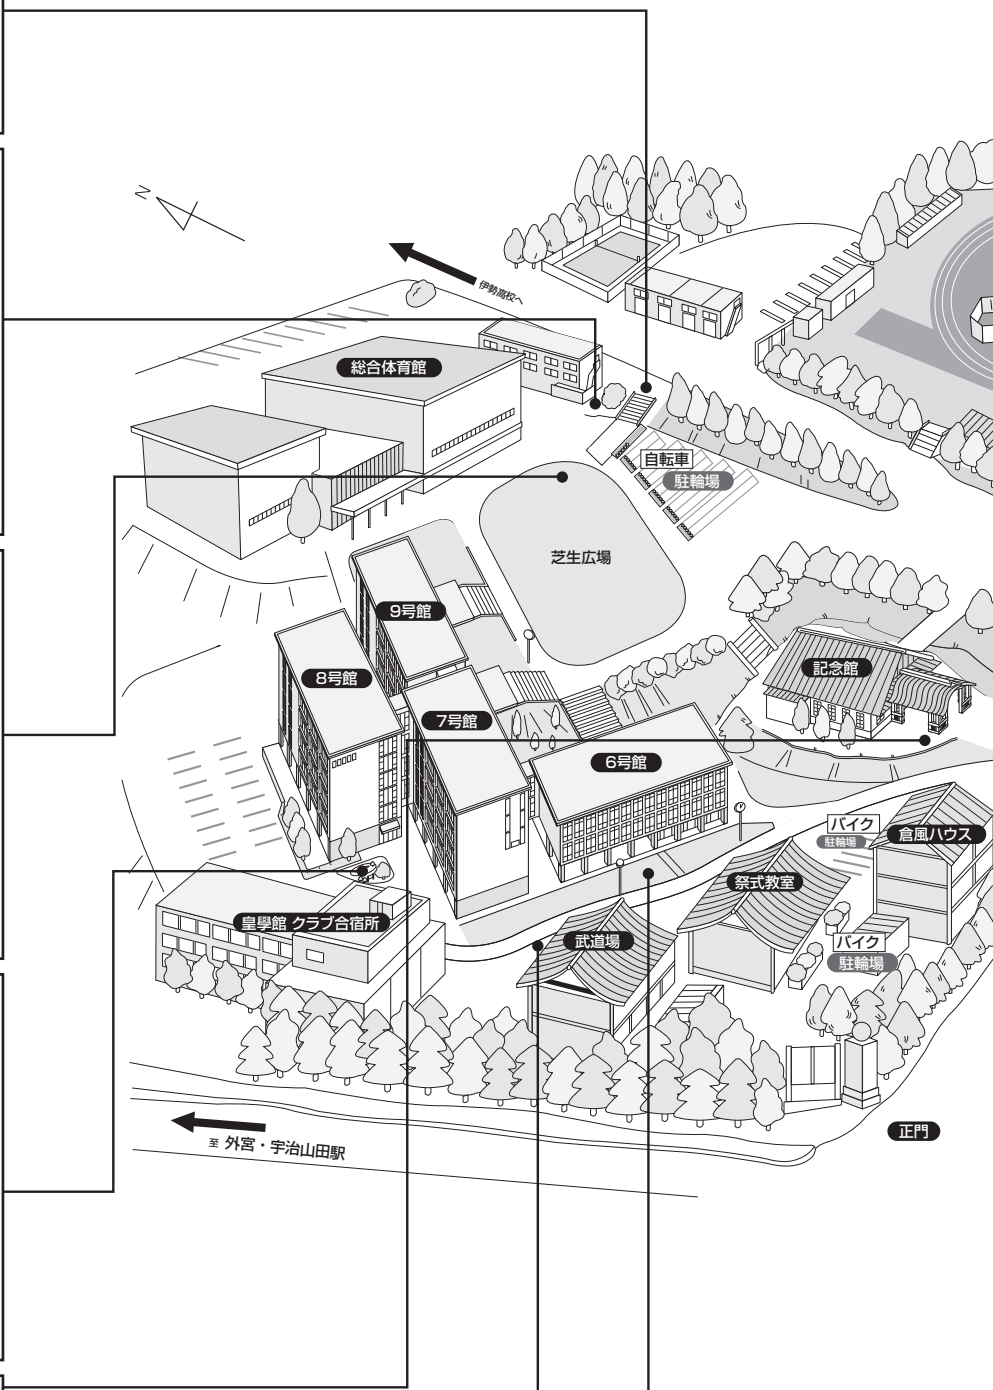 N
伊勢高校へ
総合体育館
自転車
駐輪場
芝生広場
9号館
8号館
記念館
7号館
6号館
バイク
駐輪場
倉風ハウス
祭式教室
皇學館 クラブ合宿所
武道場
バイク
駐輪場
正門
至 外宮・宇治山田駅